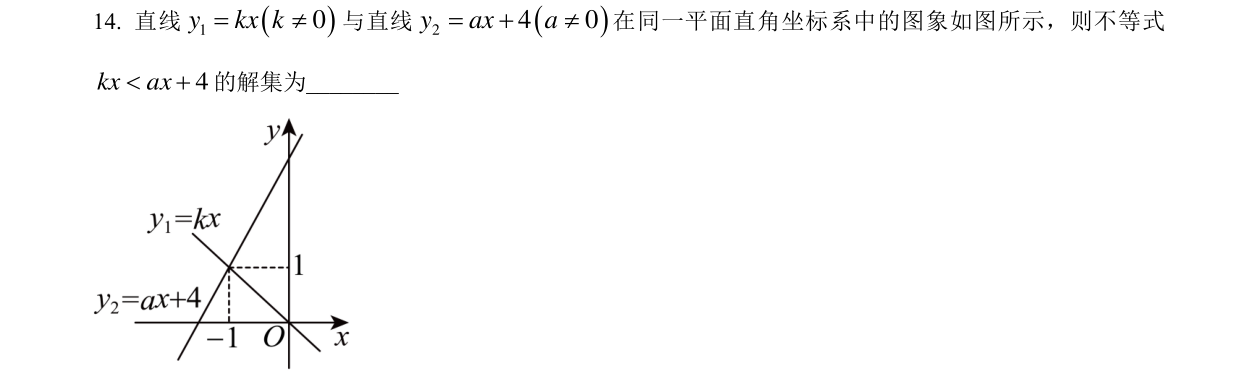 14. 直线 y₁ = kx(k ≠ 0) 与直线 y₂ = ax + 4(a ≠ 0) 在同一平面直角坐标系中的图象如图所示，则不等式
kx < ax + 4 的解集为________
y
y₁=kx
1
y₂=ax+4
−1 O x